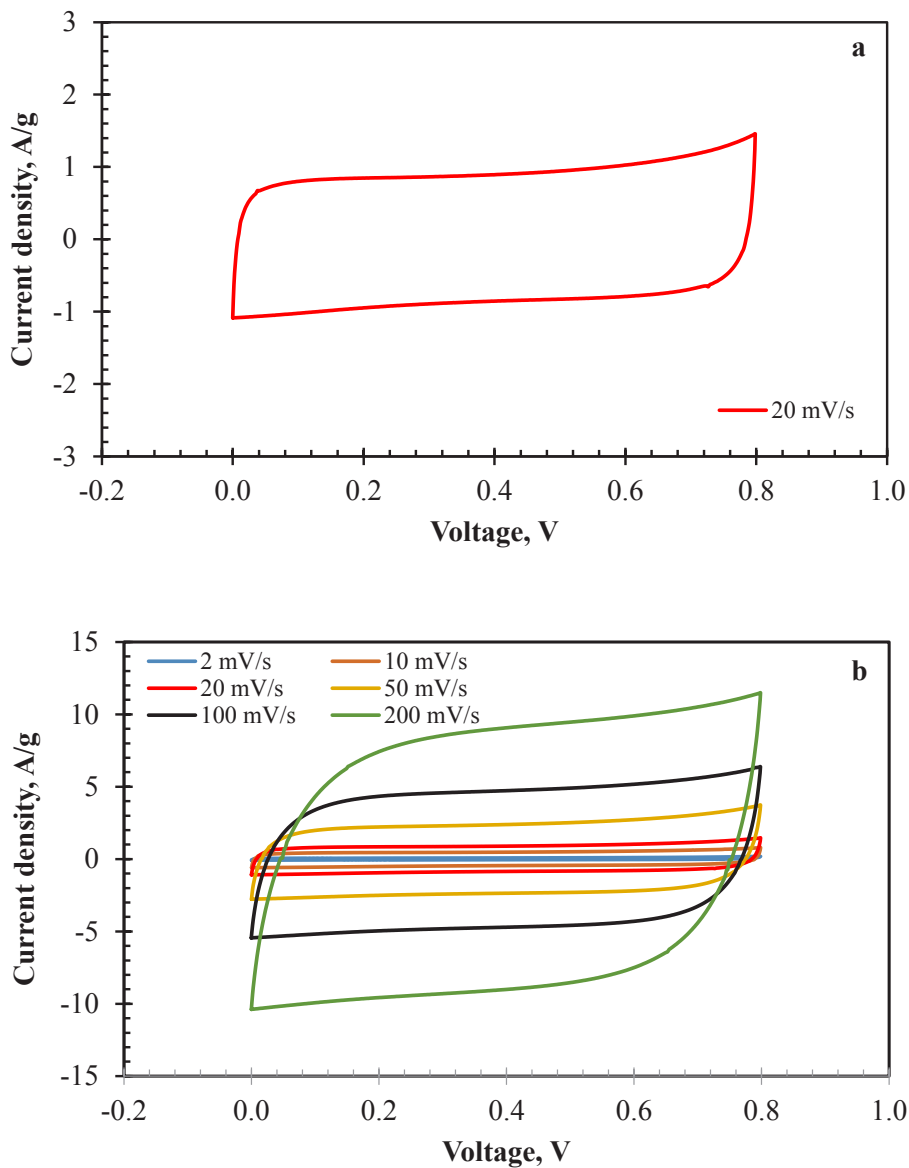 3
a
2
1
0
-1
-2
-3
Current density, A/g
20 mV/s
-0.2 0.0 0.2 0.4 0.6 0.8 1.0
Voltage, V
15
b
2 mV/s 10 mV/s
20 mV/s 50 mV/s
100 mV/s 200 mV/s
10
5
0
-5
-10
-15
Current density, A/g
-0.2 0.0 0.2 0.4 0.6 0.8 1.0
Voltage, V